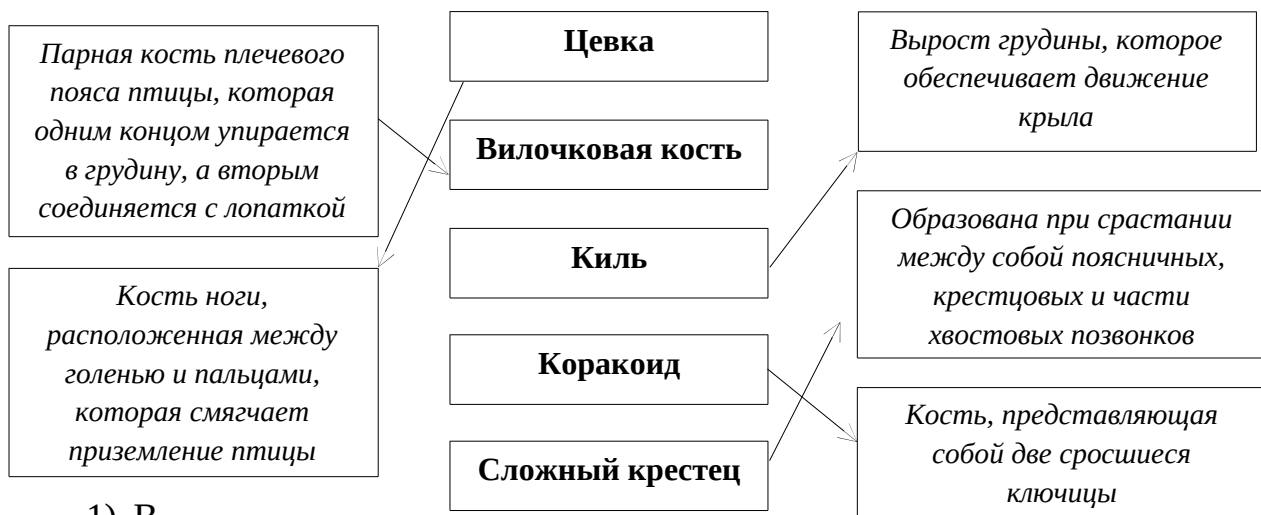 Парная кость плечевого
пояса птицы, которая
одним концом упирается
в грудину, а вторым
соединяется с лопаткой
Кость ноги,
расположенная между
голенью и пальцами,
которая смягчает
приземление птицы
Цевка
Вилочковая кость
Киль
Коракоид
Сложный крестец
Вырост грудины, которое
обеспечивает движение
крыла
Образована при срастании
между собой поясничных,
крестцовых и части
хвостовых позвонков
Кость, представляющая
собой две сросшиеся
ключицы
1) В